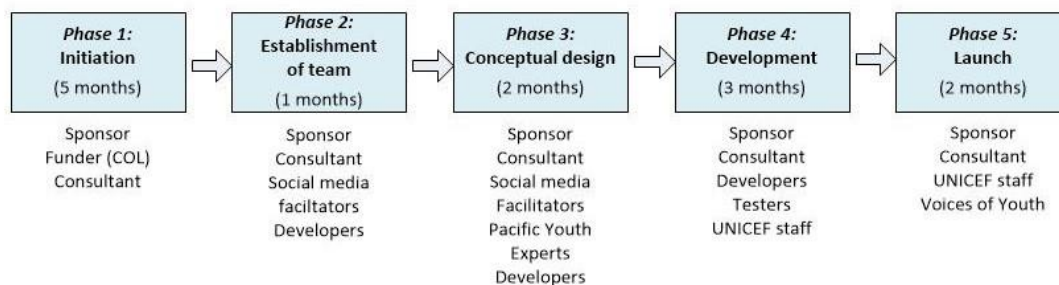 Phase 1:
Initiation
(5 months)
Sponsor
Funder (COL)
Consultant
Phase 2:
Establishment
of team
(1 months)
Sponsor
Consultant
Social media
faciltators
Developers
Phase 3:
Conceptual design
(2 months)
Sponsor
Consultant
Social media
Facilitators
Pacific Youth
Experts
Developers
Phase 4:
Development
(3 months)
Sponsor
Consultant
Developers
Testers
UNICEF staff
Phase 5:
Launch
(2 months)
Sponsor
Consultant
UNICEF staff
Voices of Youth